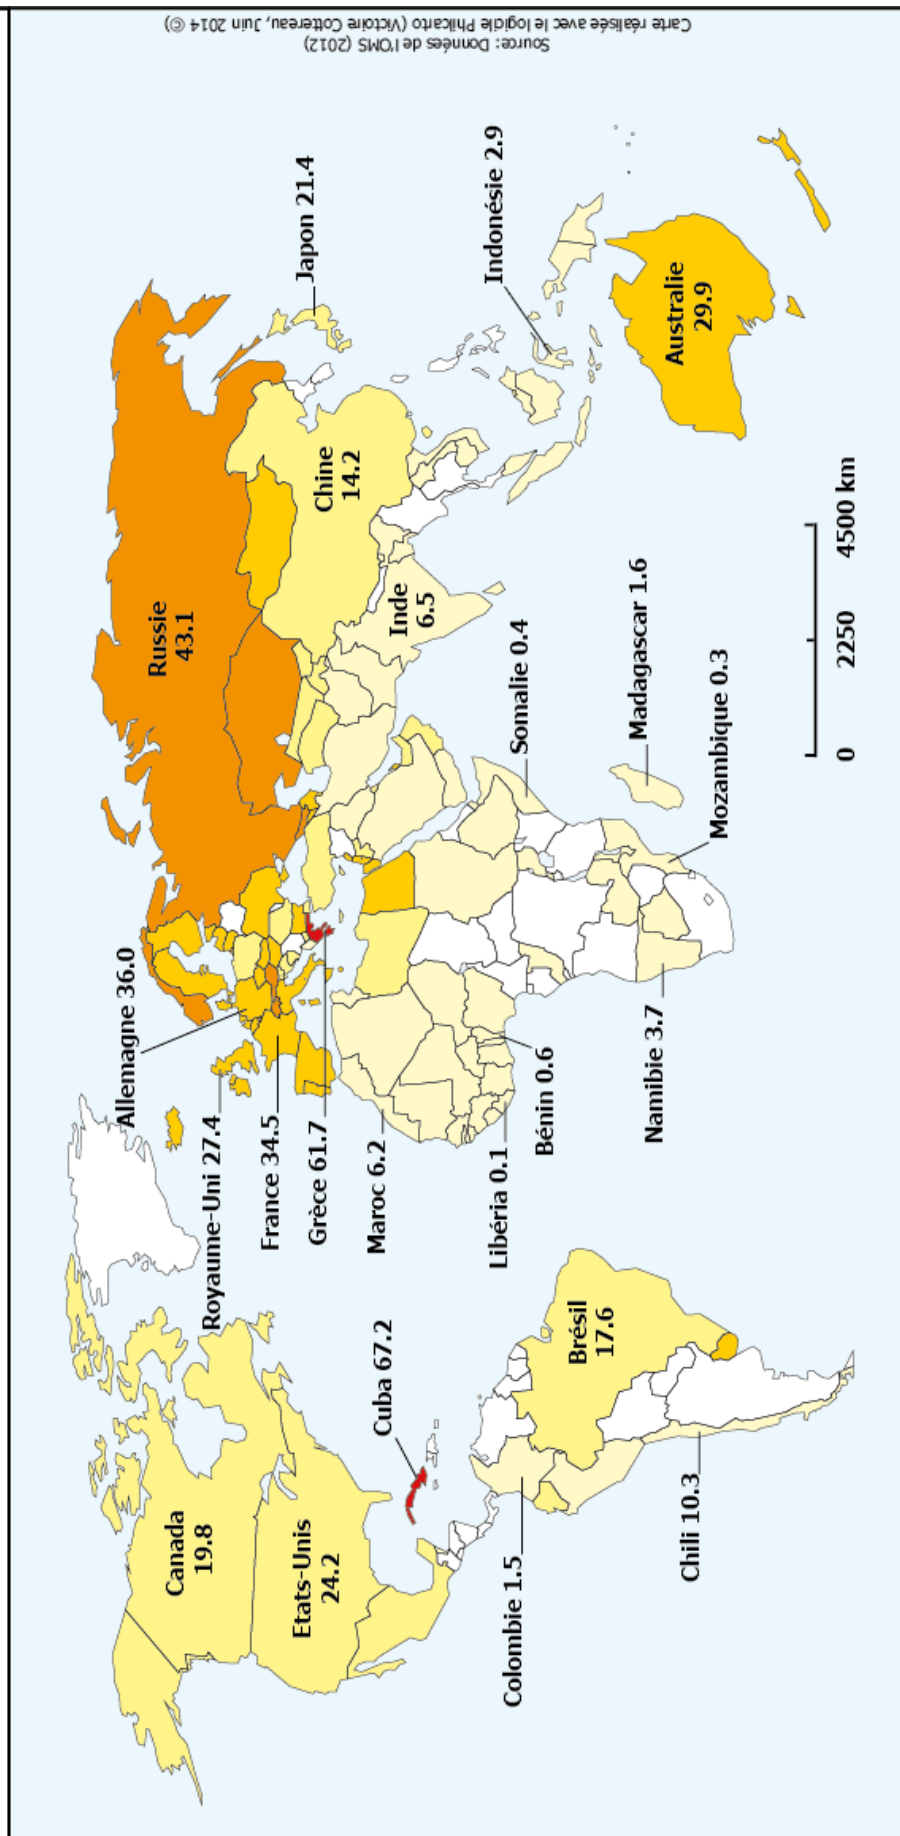 Canada
19.8
Etats-Unis
24.2
Cuba 67.2
Colombie 1.5
Brésil
17.6
Chili 10.3
Allemagne 36.0
Royaume-Uni 27.4
France 34.5
Grèce 61.7
Maroc 6.2
Libéria 0.1
Bénin 0.6
Namibie 3.7
Russie
43.1
Chine
14.2
Inde
6.5
Japon 21.4
Indonésie 2.9
Somalie 0.4
Madagascar 1.6
Mozambique 0.3
Australie
29.9
0 2250 4500 km
Source: Données de l'OMS (2012)
Carte réalisée avec le logiciel Philcarto (Victoire Cottereau, Juin 2014 ©)